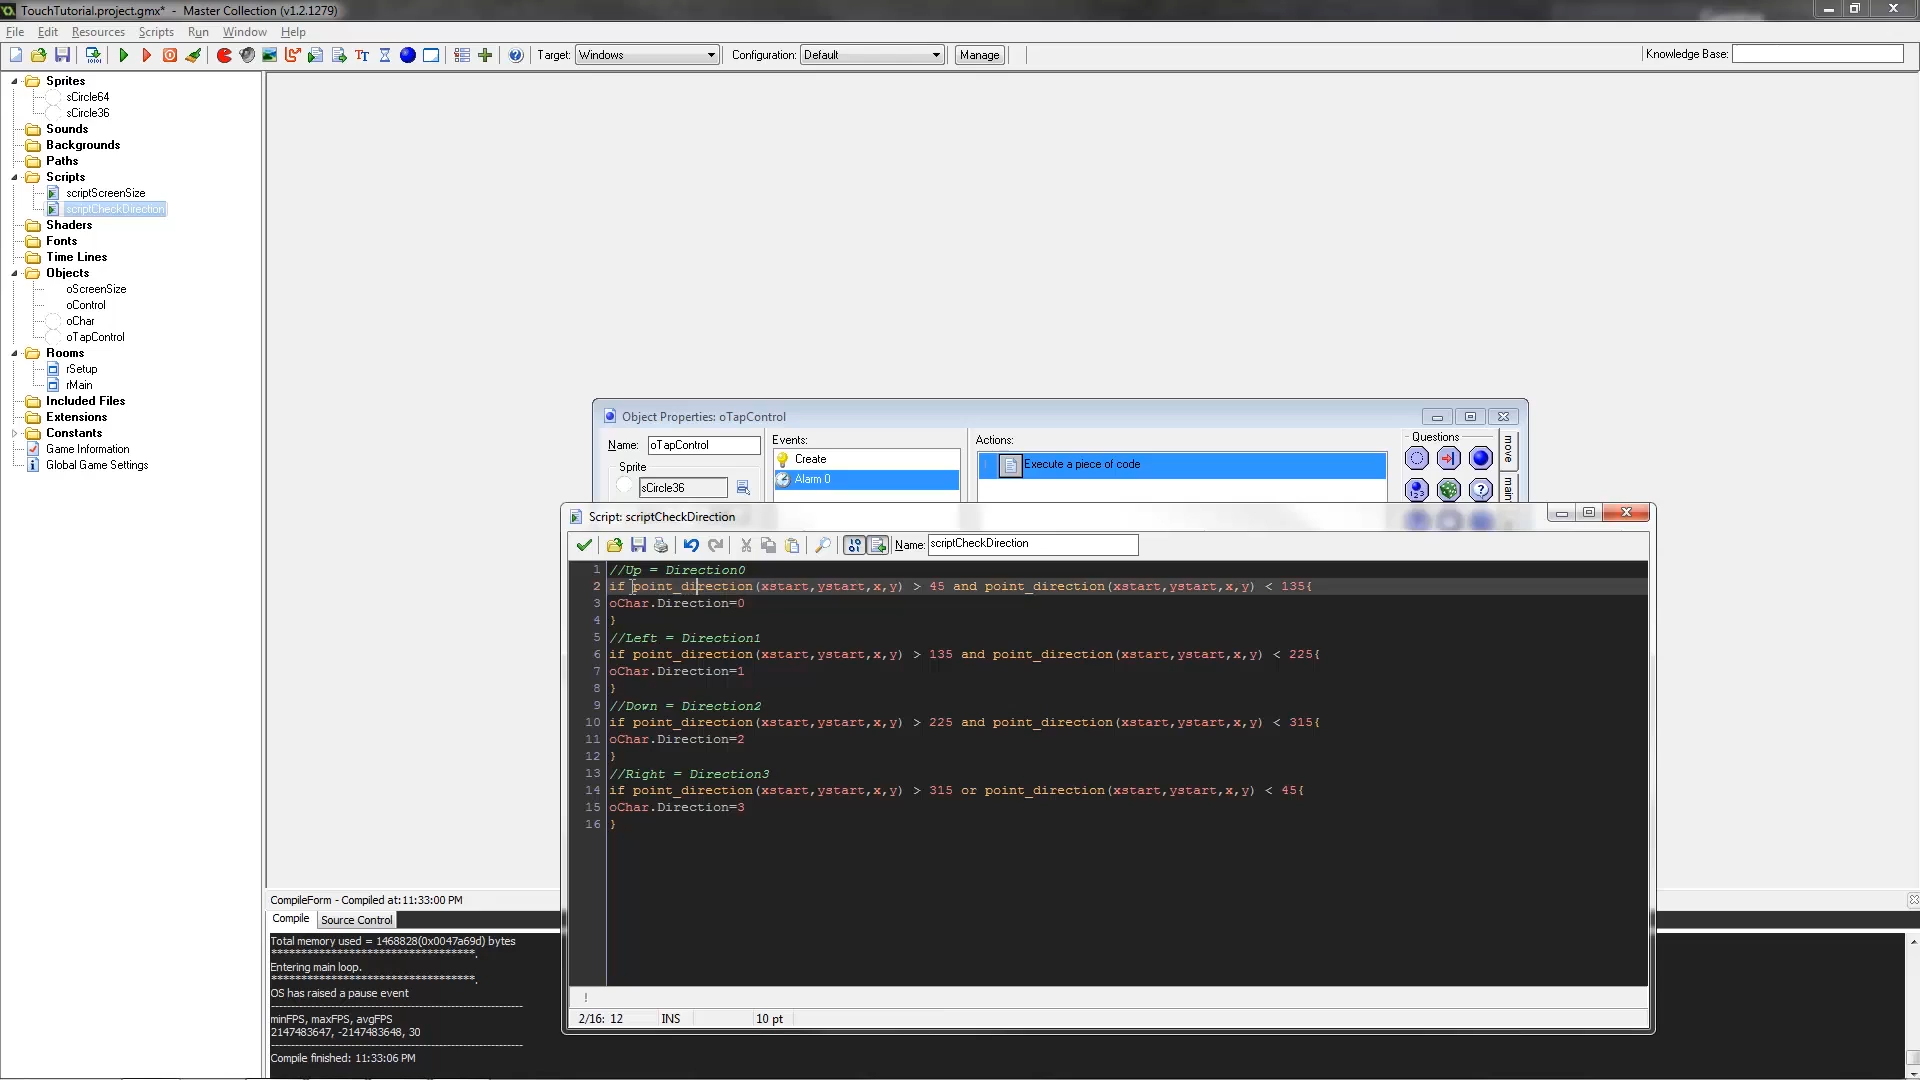 TouchTutorial.project.gmx* - Master Collection (v1.2.1279)
File Edit Resources Scripts Run Window Help
Target: Windows Configuration: Default Manage Knowledge Base:
Sprites
sCircle64
sCircle36
Sounds
Backgrounds
Paths
Scripts
scriptScreenSize
scriptCheckDirection
Shaders
Fonts
Time Lines
Objects
oScreenSize
oControl
oChar
oTapControl
Rooms
rSetup
rMain
Included Files
Extensions
Constants
Game Information
Global Game Settings
Object Properties: oTapControl
Name: oTapControl
Sprite
sCircle36
Events:
Create
Alarm 0
Actions:
Execute a piece of code
Questions
move
main
Script: scriptCheckDirection
Name: scriptCheckDirection
1 //Up = Direction0
2 if point_direction(xstart,ystart,x,y) > 45 and point_direction(xstart,ystart,x,y) < 135{
3 oChar.Direction=0
4 }
5 //Left = Direction1
6 if point_direction(xstart,ystart,x,y) > 135 and point_direction(xstart,ystart,x,y) < 225{
7 oChar.Direction=1
8 }
9 //Down = Direction2
10 if point_direction(xstart,ystart,x,y) > 225 and point_direction(xstart,ystart,x,y) < 315{
11 oChar.Direction=2
12 }
13 //Right = Direction3
14 if point_direction(xstart,ystart,x,y) > 315 or point_direction(xstart,ystart,x,y) < 45{
15 oChar.Direction=3
16 }
!
2/16: 12 INS 10 pt
CompileForm - Compiled at:11:33:00 PM
Compile Source Control
Total memory used = 1468828(0x0047a69d) bytes
**********************************.
Entering main loop.
**********************************.
OS has raised a pause event
----------------------------------------------------------------
minFPS, maxFPS, avgFPS
2147483647, -2147483648, 30
----------------------------------------------------------------
Compile finished: 11:33:06 PM